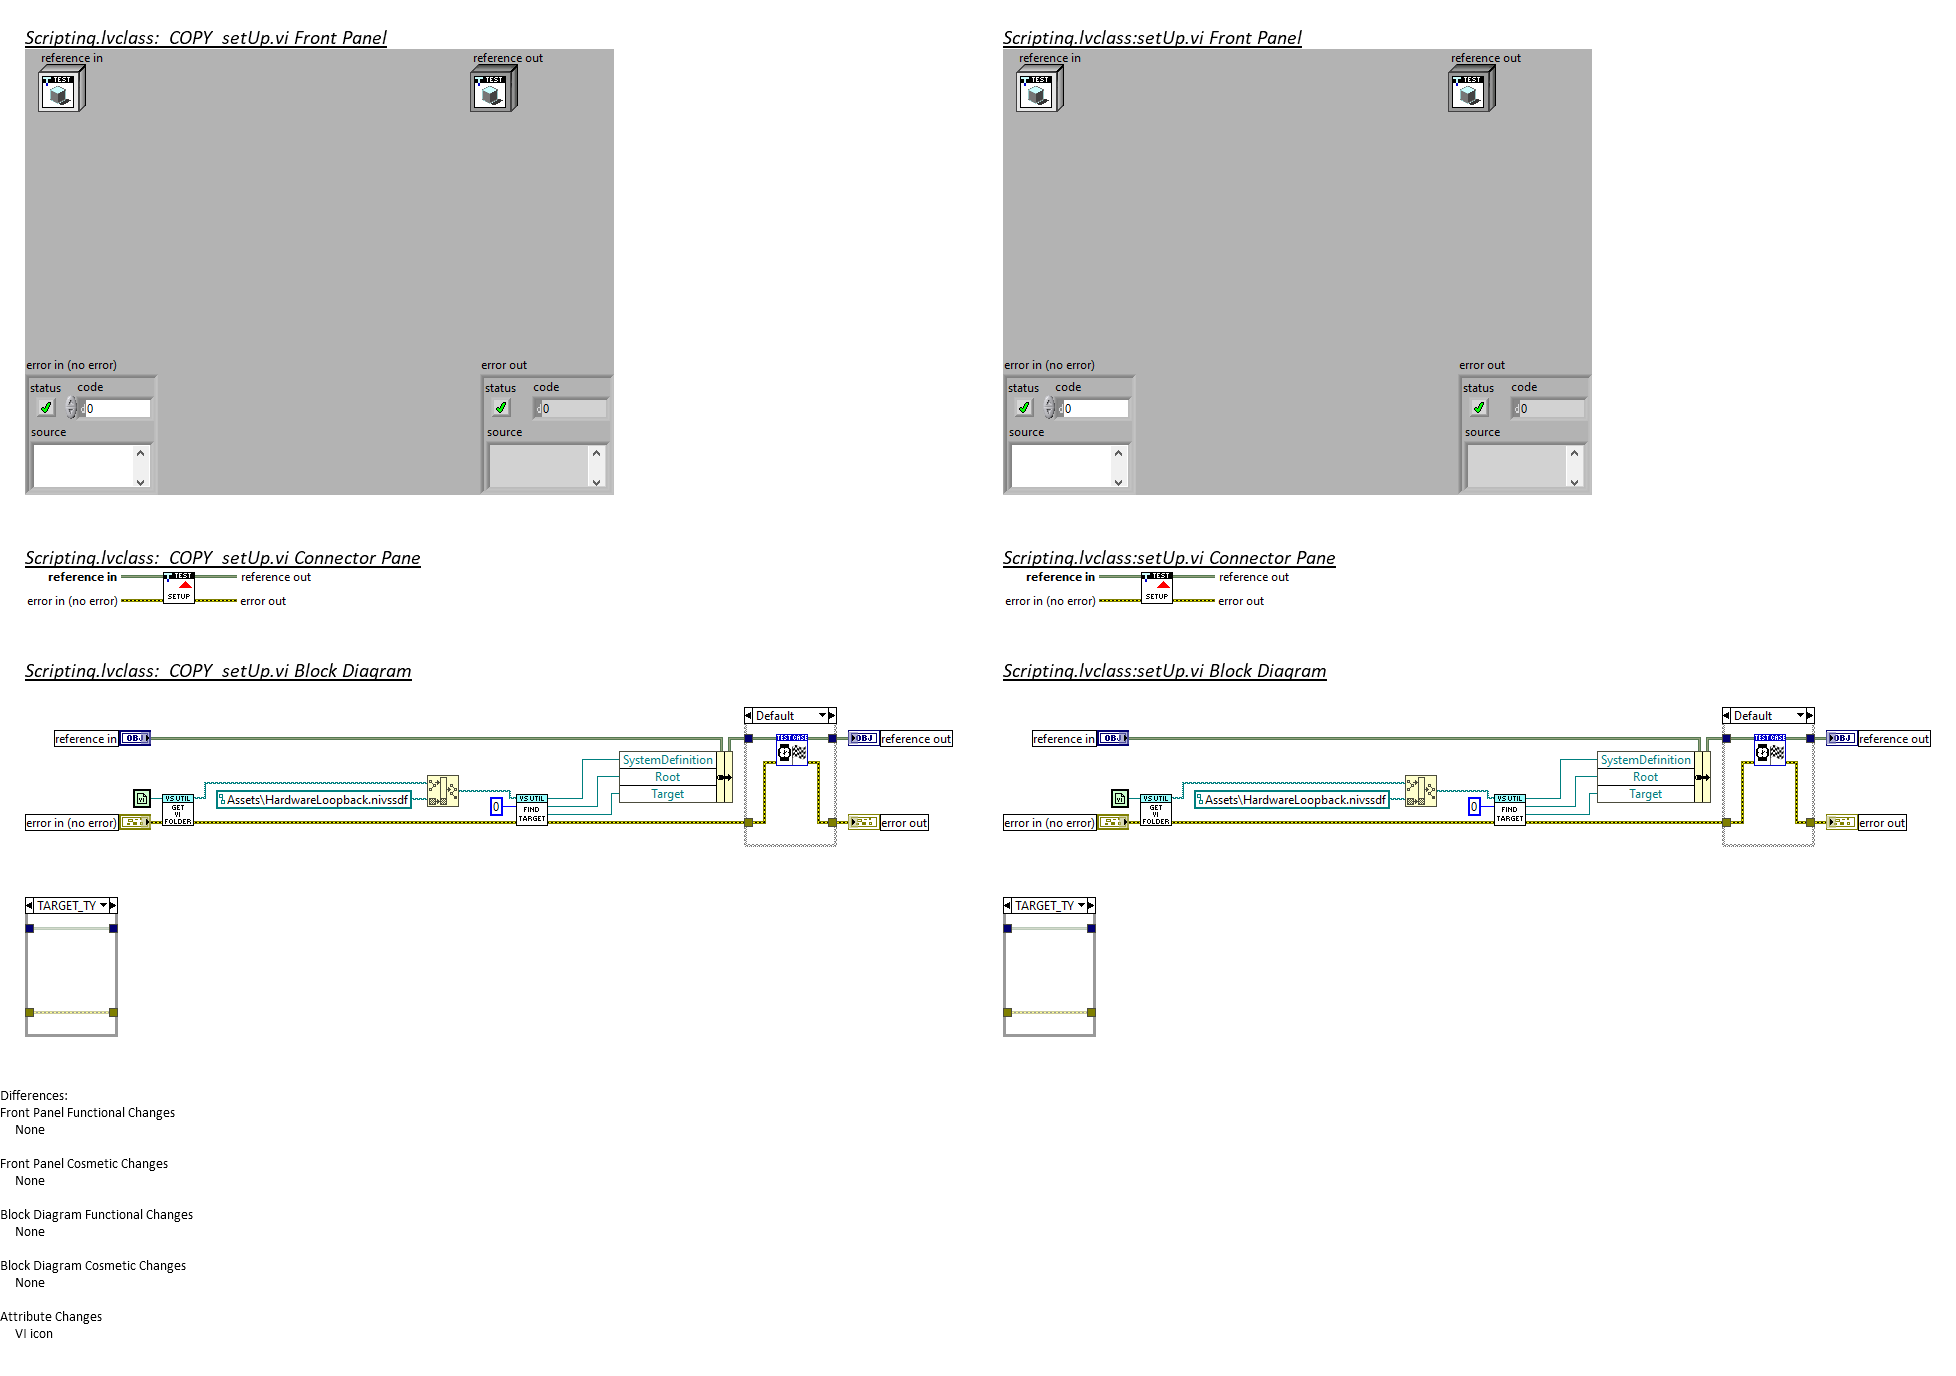 Scripting.lvclass:_COPY_setUp.vi Front Panel
reference in
reference out
TEST
TEST
error in (no error)
error out
status code
status code
0
0
source
source
Scripting.lvclass:_COPY_setUp.vi Connector Pane
reference in
TEST
SETUP
reference out
error in (no error)
error out
Scripting.lvclass:_COPY_setUp.vi Block Diagram
Default
reference in
OBJ
TEST CASE
OBJ
reference out
SystemDefinition
Root
Target
VI
VS UTIL
GET
VI
FOLDER
Assets\HardwareLoopback.nivssdf
0
VS UTIL
FIND
TARGET
error in (no error)
error out
TARGET_TY
Scripting.lvclass:setUp.vi Front Panel
reference in
reference out
TEST
TEST
error in (no error)
error out
status code
status code
0
0
source
source
Scripting.lvclass:setUp.vi Connector Pane
reference in
TEST
SETUP
reference out
error in (no error)
error out
Scripting.lvclass:setUp.vi Block Diagram
Default
reference in
OBJ
TEST CASE
OBJ
reference out
SystemDefinition
Root
Target
VI
VS UTIL
GET
VI
FOLDER
Assets\HardwareLoopback.nivssdf
0
VS UTIL
FIND
TARGET
error in (no error)
error out
TARGET_TY
Differences:
Front Panel Functional Changes
None
Front Panel Cosmetic Changes
None
Block Diagram Functional Changes
None
Block Diagram Cosmetic Changes
None
Attribute Changes
VI icon